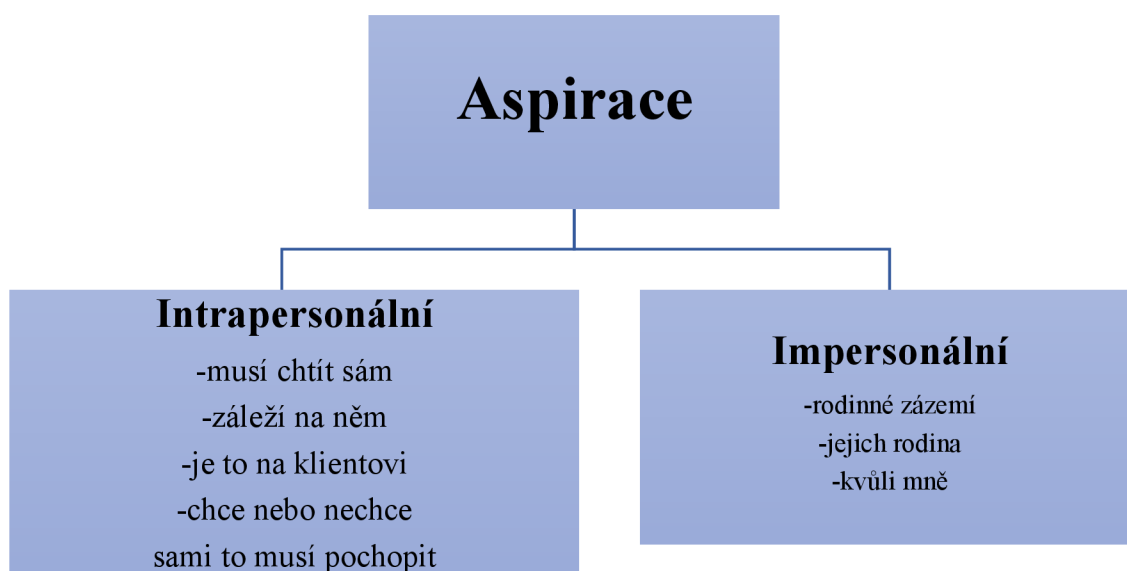 Aspirace
Intrapersonální
-musí chtít sám
-záleží na něm
-je to na klientovi
-chce nebo nechce
sami to musí pochopit
Impersonální
-rodinné zázemí
-jejich rodina
-kvůli mně